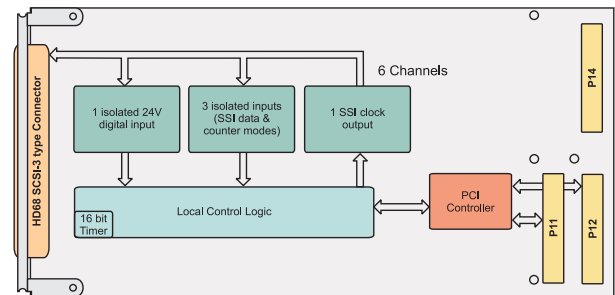 HD68 SCSI-3 type Connector
6 Channels
1 isolated 24V
digital input
3 isolated inputs
(SSI data &
counter modes)
1 SSI clock
output
Local Control Logic
16 bit
Timer
PCI
Controller
P14
P11
P12